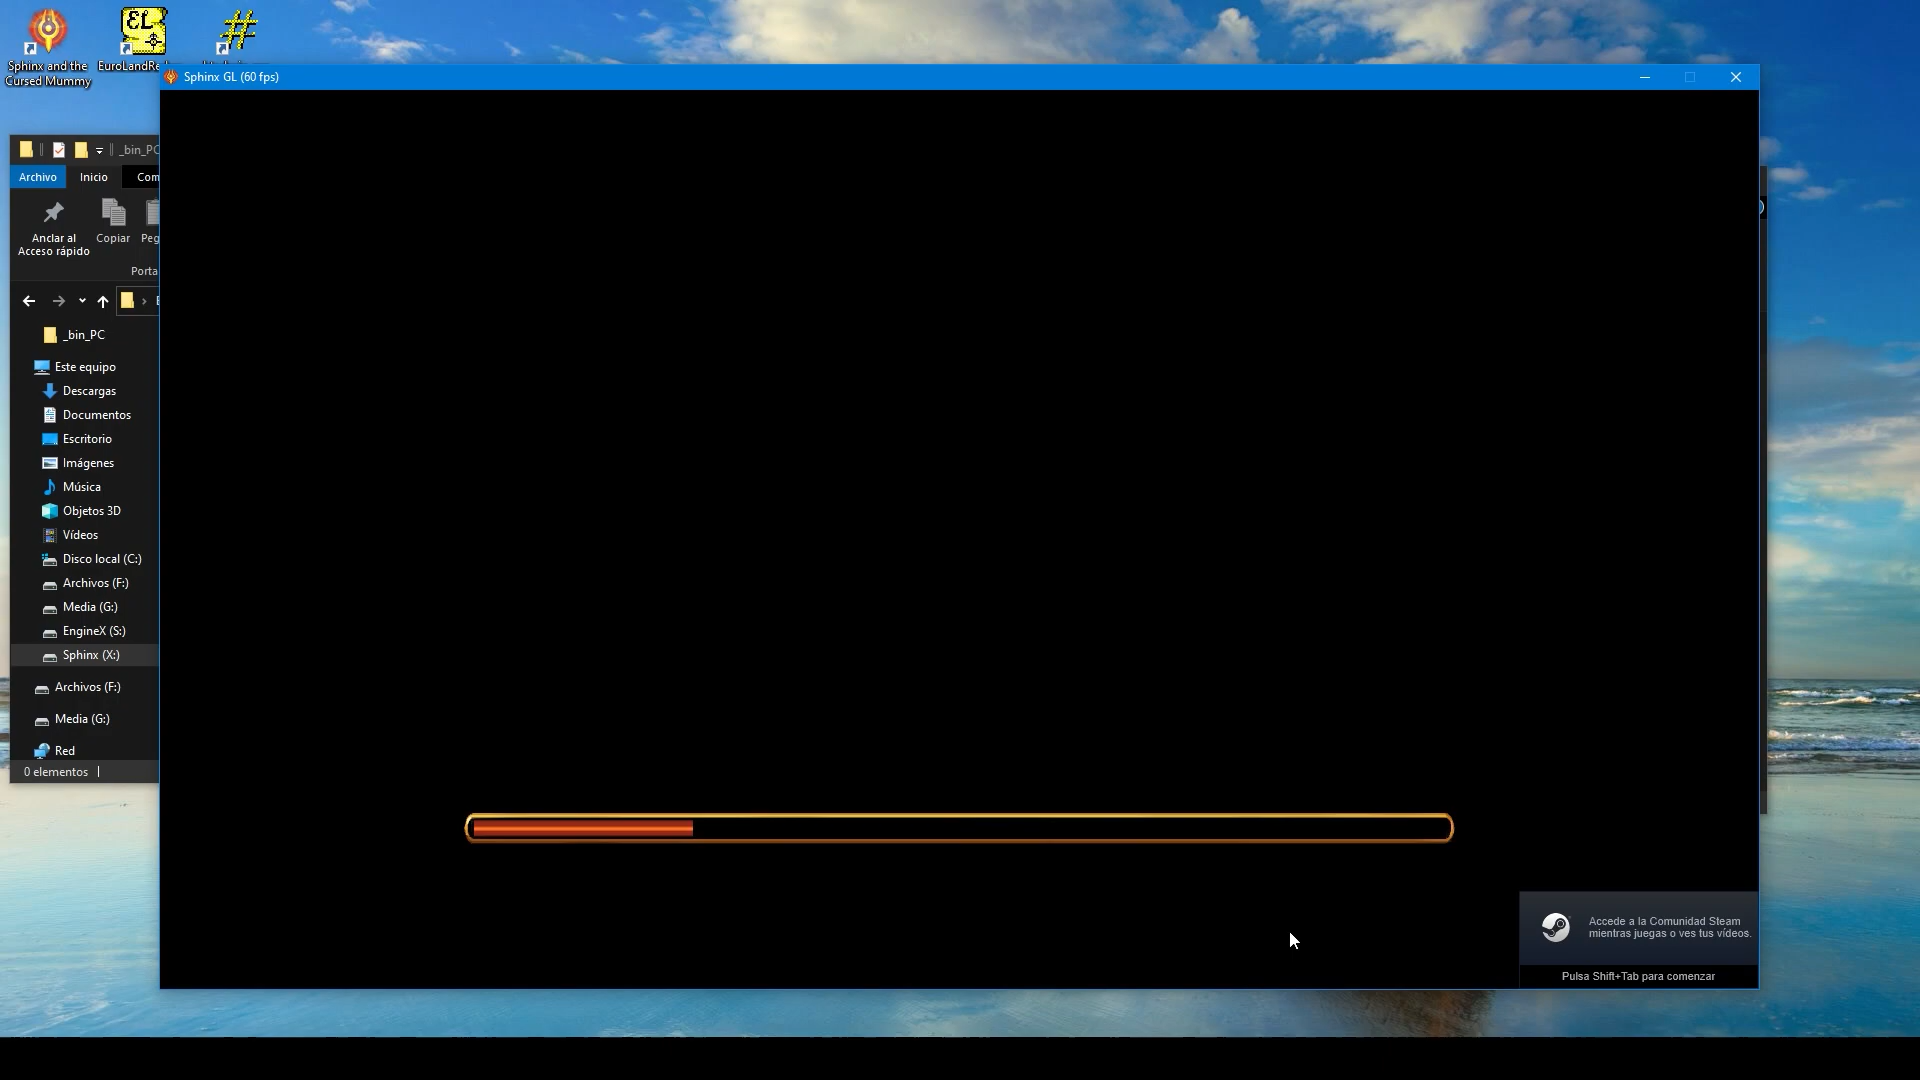 Sphinx and the
Cursed Mummy
EL
EuroLandRe
#
Sphinx GL (60 fps)
_bin_PC
Archivo
Inicio
Com
Anclar al
Acceso rápido
Copiar
Peg
Porta
_bin_PC
Este equipo
Descargas
Documentos
Escritorio
Imágenes
Música
Objetos 3D
Vídeos
Disco local (C:)
Archivos (F:)
Media (G:)
EngineX (S:)
Sphinx (X:)
Archivos (F:)
Media (G:)
Red
0 elementos
Accede a la Comunidad Steam
mientras juegas o ves tus vídeos.
Pulsa Shift+Tab para comenzar